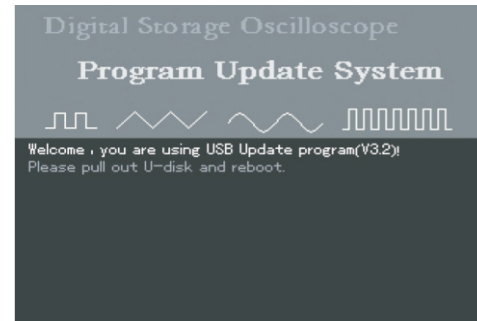 Digital Storage Oscilloscope
Program Update System
Welcome , you are using USB Update program(V3.2)!
Please pull out U-disk and reboot.